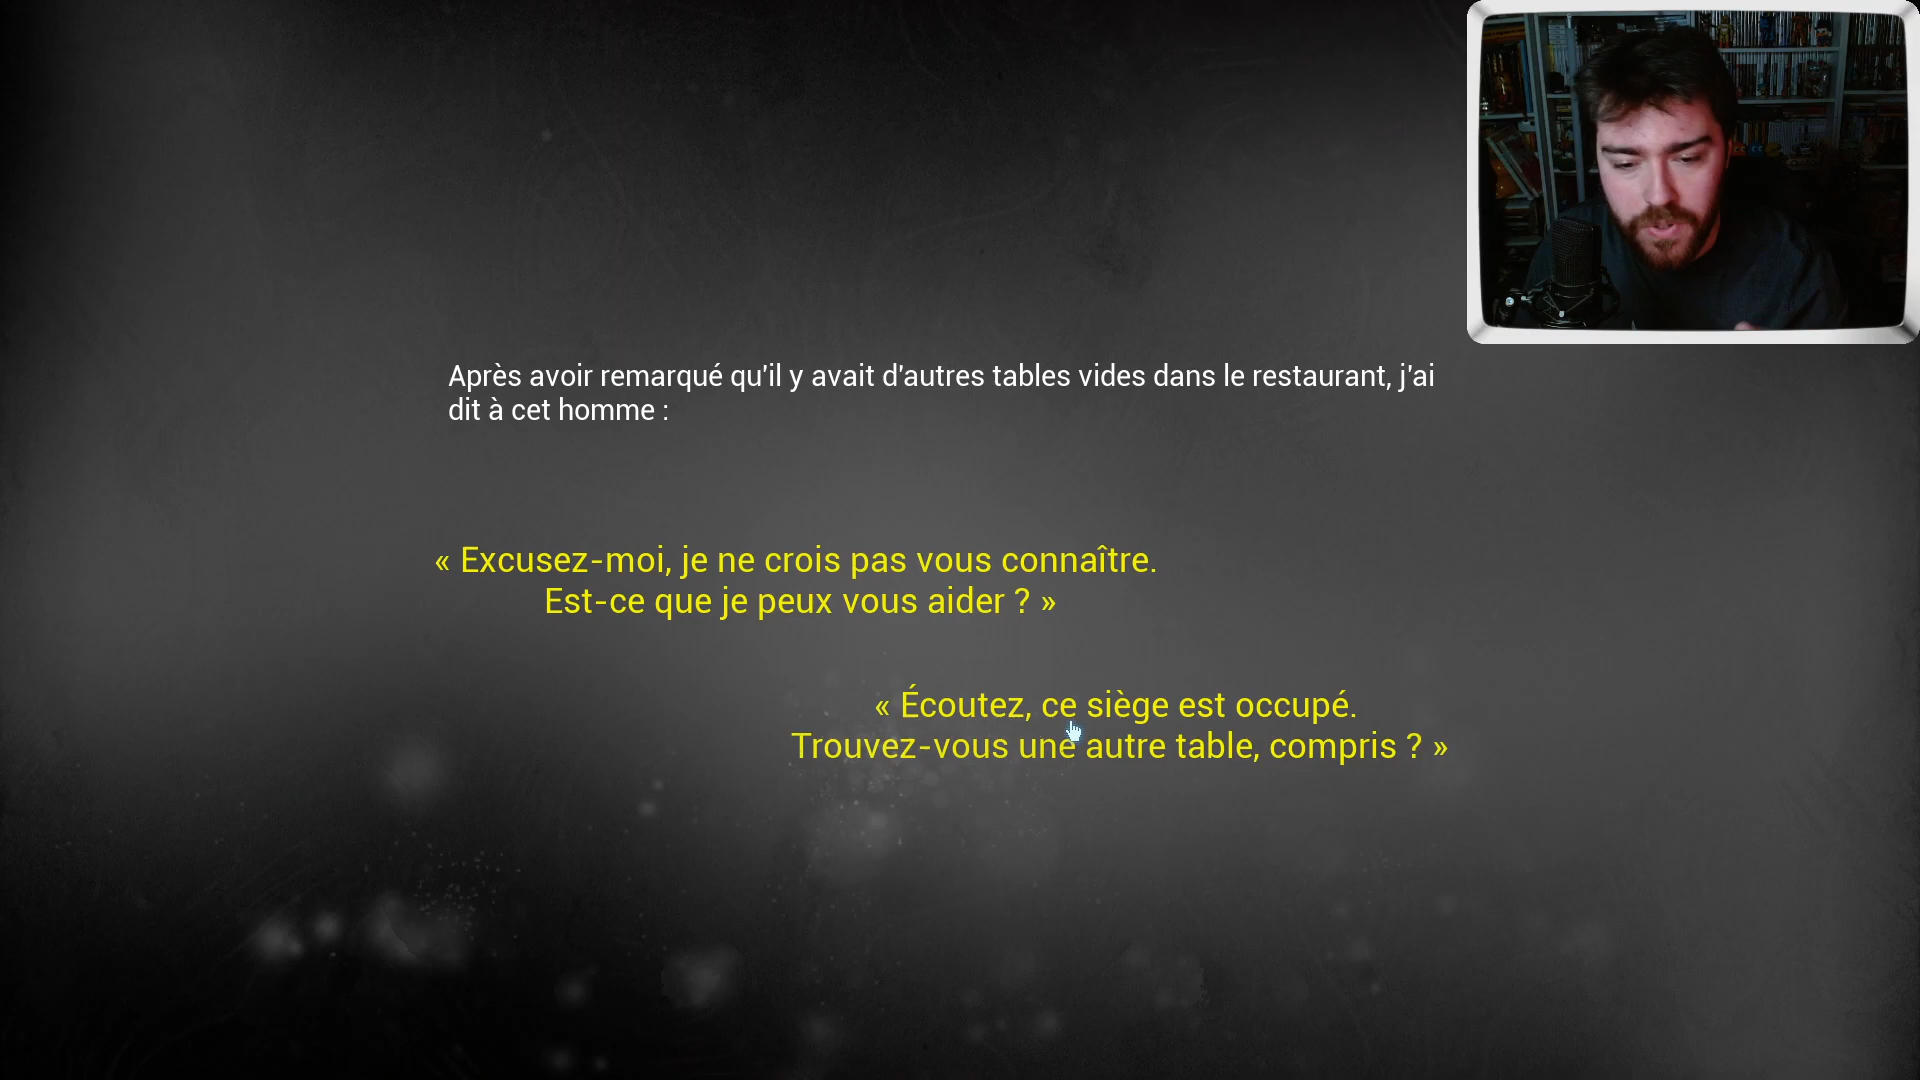 Après avoir remarqué qu'il y avait d'autres tables vides dans le restaurant, j'ai
dit à cet homme :
« Excusez-moi, je ne crois pas vous connaître.
Est-ce que je peux vous aider ? »
« Écoutez, ce siège est occupé.
Trouvez-vous une autre table, compris ? »